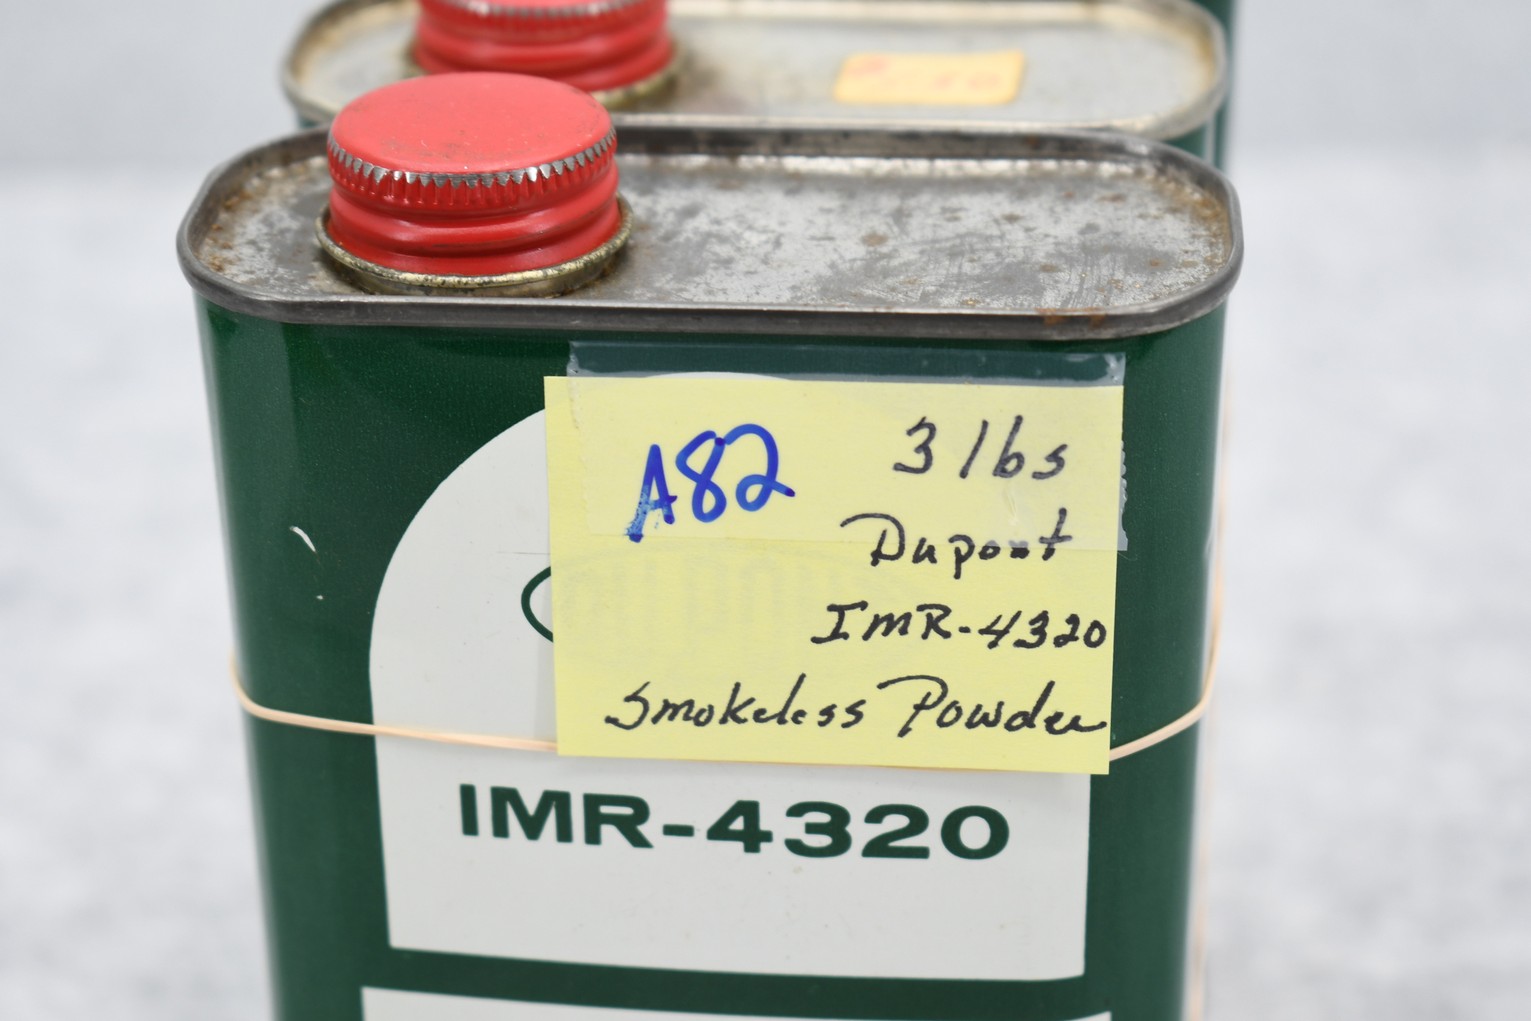 A82
3 lbs
Dupont
IMR-4320
Smokeless Powder
IMR-4320